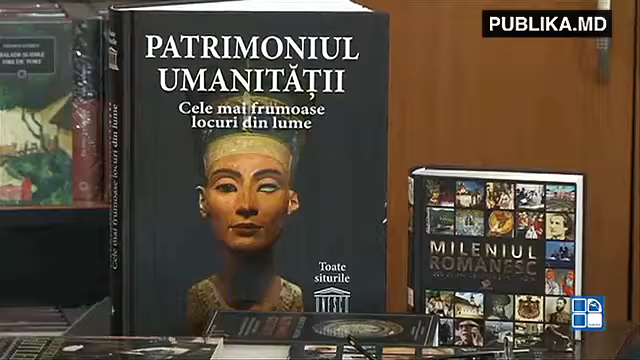 PUBLIKA.MD
PATRIMONIUL
UMANITĂȚII
Cele mai frumoase
locuri din lume
Toate
siturile
Cele mai frumoase locuri din lume
MILENIUL
ROMÂNESC